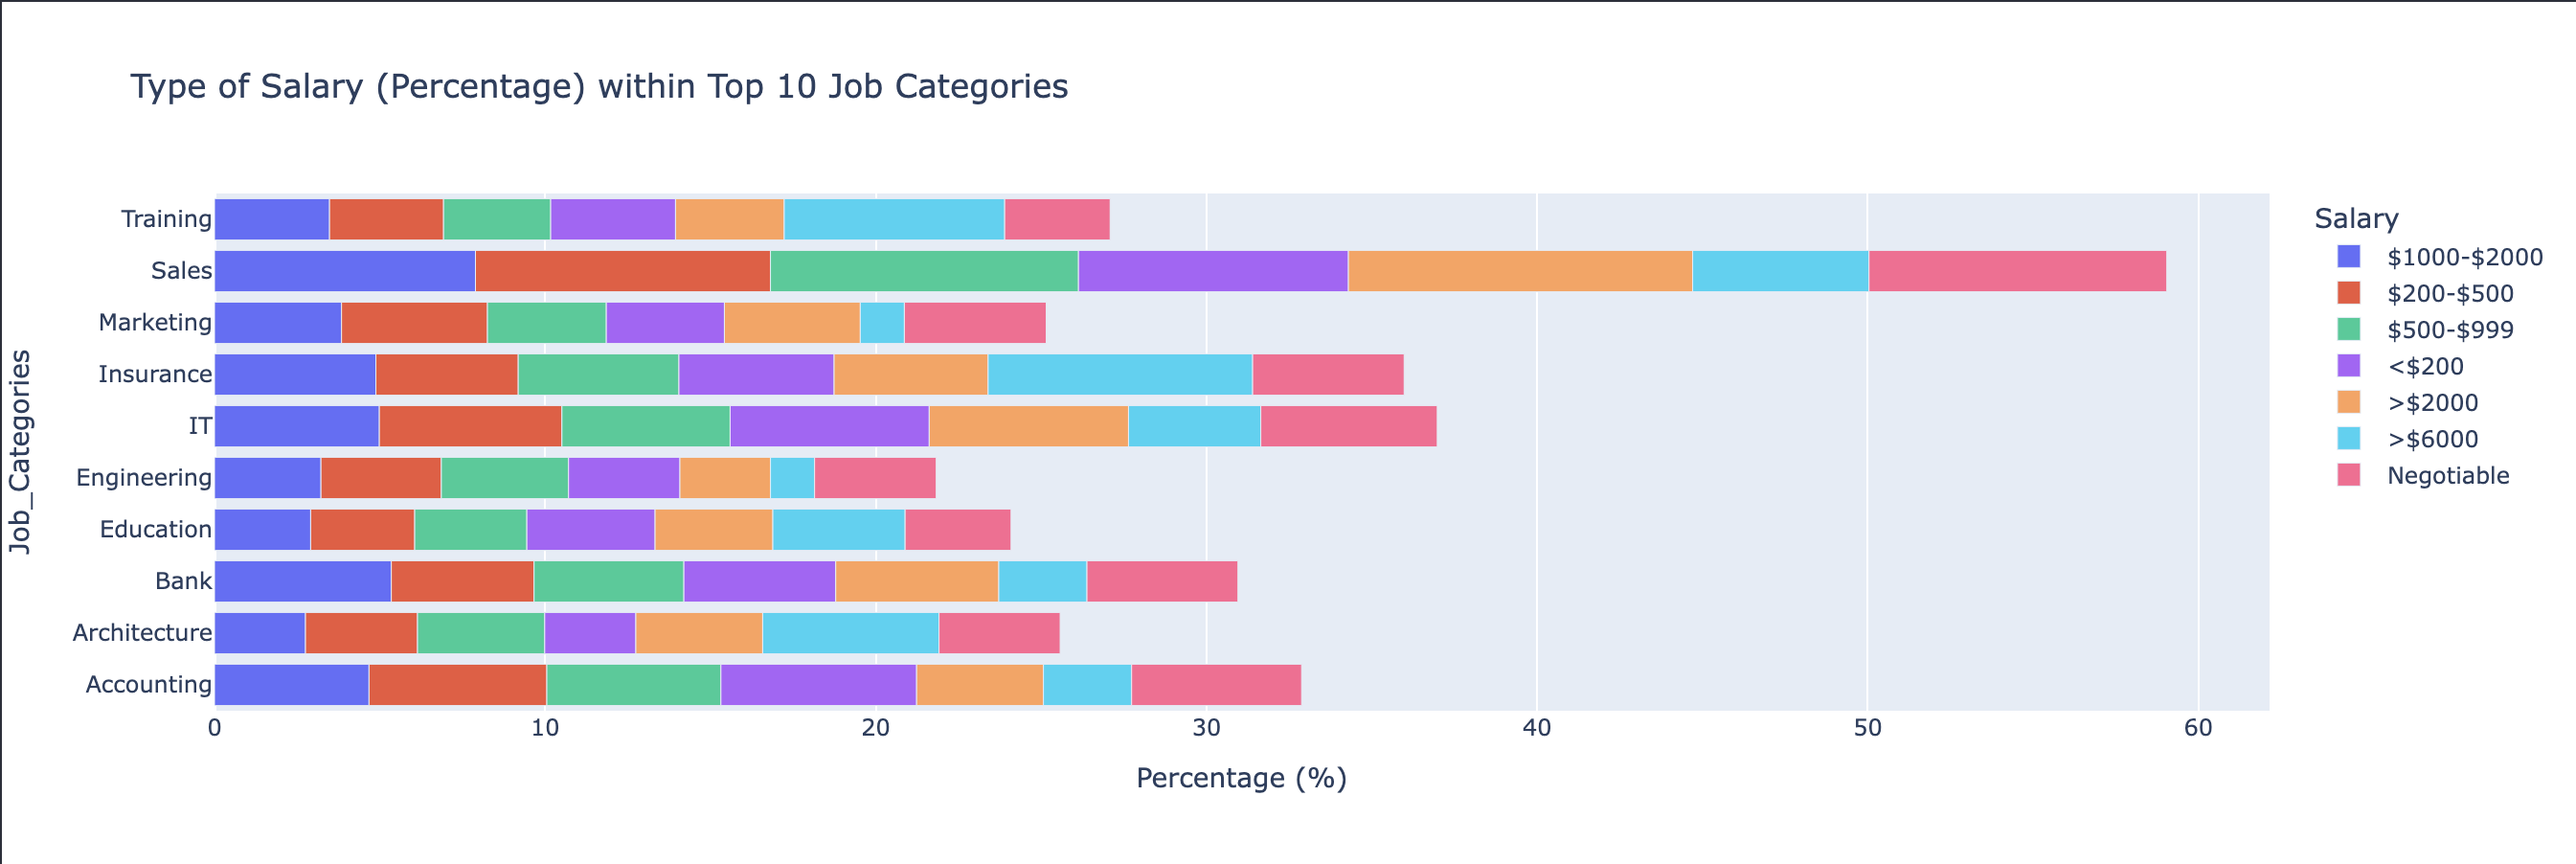 Type of Salary (Percentage) within Top 10 Job Categories
Job_Categories
Training
Sales
Marketing
Insurance
IT
Engineering
Education
Bank
Architecture
Accounting
0 10 20 30 40 50 60
Percentage (%)
Salary
$1000-$2000
$200-$500
$500-$999
<$200
>$2000
>$6000
Negotiable